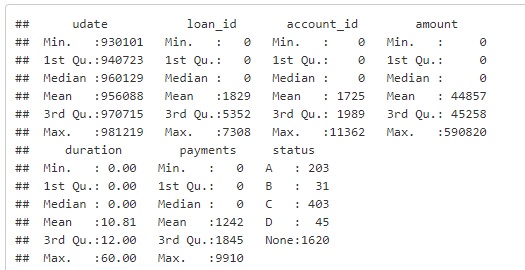 ##      udate           loan_id       account_id        amount
##  Min.   :930101   Min.   :   0   Min.   :    0   Min.   :     0
##  1st Qu.:940723   1st Qu.:   0   1st Qu.:    0   1st Qu.:     0
##  Median :960129   Median :   0   Median :    0   Median :     0
##  Mean   :956088   Mean   :1829   Mean   : 1725   Mean   : 44857
##  3rd Qu.:970715   3rd Qu.:5352   3rd Qu.: 1989   3rd Qu.: 45258
##  Max.   :981219   Max.   :7308   Max.   :11362   Max.   :590820
##     duration        payments     status
##  Min.   : 0.00   Min.   :   0   A   : 203
##  1st Qu.: 0.00   1st Qu.:   0   B   :  31
##  Median : 0.00   Median :   0   C   : 403
##  Mean   :10.81   Mean   :1242   D   :  45
##  3rd Qu.:12.00   3rd Qu.:1845   None:1620
##  Max.   :60.00   Max.   :9910